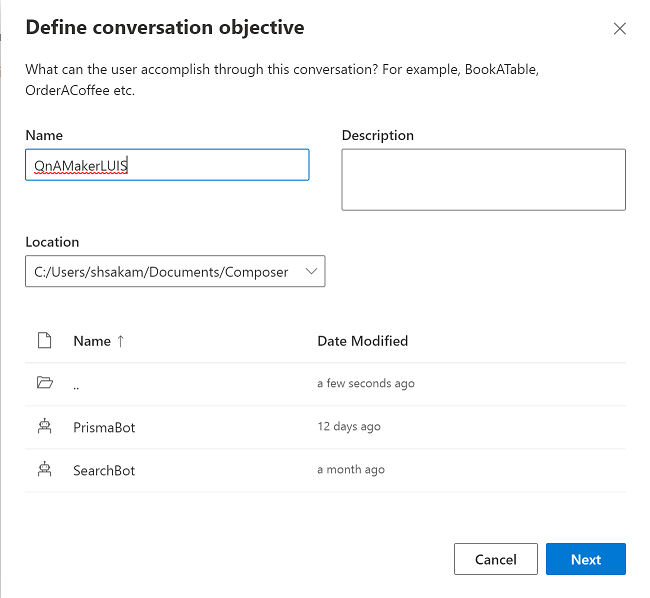 Define conversation objective
What can the user accomplish through this conversation? For example, BookATable,
OrderACoffee etc.
Name
Description
QnAMakerLUIS
Location
C:/Users/shsakam/Documents/Composer
Name ↑
Date Modified
..
a few seconds ago
PrismaBot
12 days ago
SearchBot
a month ago
Cancel
Next